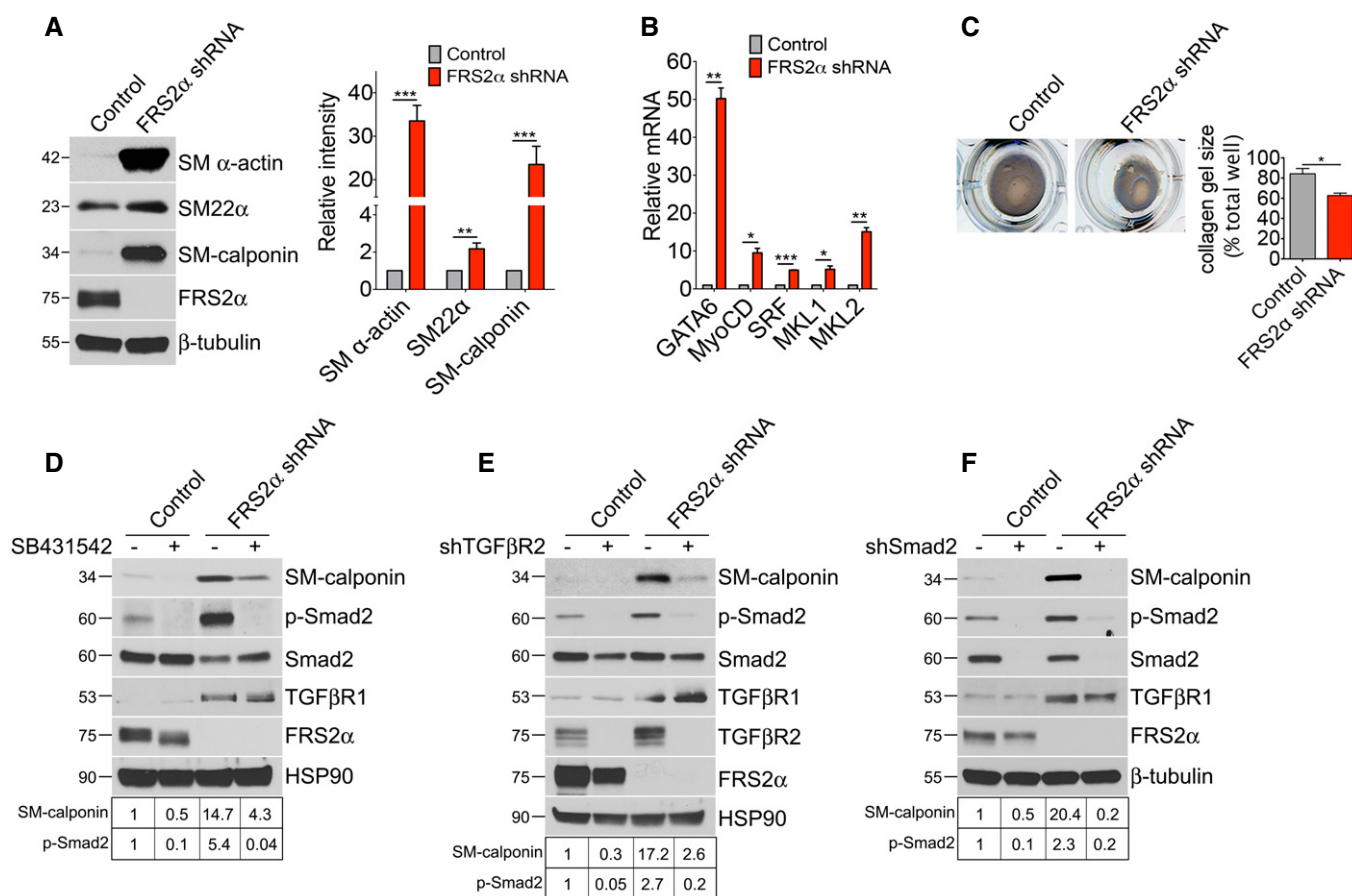 A
Control
FRS2α shRNA
42
SM α-actin
23
SM22α
34
SM-calponin
75
FRS2α
55
β-tubulin
Control
FRS2α shRNA
Relative intensity
40
35
30
25
20
15
10
5
6
4
2
0
***
**
***
SM α-actin
SM22α
SM-calponin
B
Control
FRS2α shRNA
Relative mRNA
60
50
40
30
20
10
0
**
*
***
*
**
GATA6
MyoCD
SRF
MKL1
MKL2
C
Control
FRS2α shRNA
collagen gel size
(% total well)
100
80
60
40
20
0
*
Control
FRS2α shRNA
D
Control
FRS2α shRNA
SB431542 - + - +
34
SM-calponin
60
p-Smad2
60
Smad2
53
TGFβR1
75
FRS2α
90
HSP90
SM-calponin 1 0.5 14.7 4.3
p-Smad2 1 0.1 5.4 0.04
E
Control
FRS2α shRNA
shTGFβR2 - + - +
34
SM-calponin
60
p-Smad2
60
Smad2
53
TGFβR1
75
TGFβR2
75
FRS2α
90
HSP90
SM-calponin 1 0.3 17.2 2.6
p-Smad2 1 0.05 2.7 0.2
F
Control
FRS2α shRNA
shSmad2 - + - +
34
SM-calponin
60
p-Smad2
60
Smad2
53
TGFβR1
75
FRS2α
55
β-tubulin
SM-calponin 1 0.5 20.4 0.2
p-Smad2 1 0.1 2.3 0.2